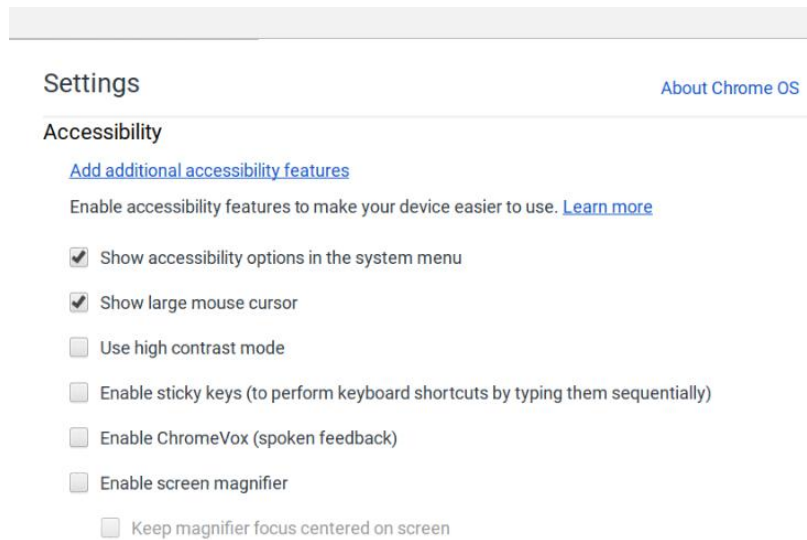 Settings
About Chrome OS
Accessibility
Add additional accessibility features
Enable accessibility features to make your device easier to use. Learn more
Show accessibility options in the system menu
Show large mouse cursor
Use high contrast mode
Enable sticky keys (to perform keyboard shortcuts by typing them sequentially)
Enable ChromeVox (spoken feedback)
Enable screen magnifier
Keep magnifier focus centered on screen